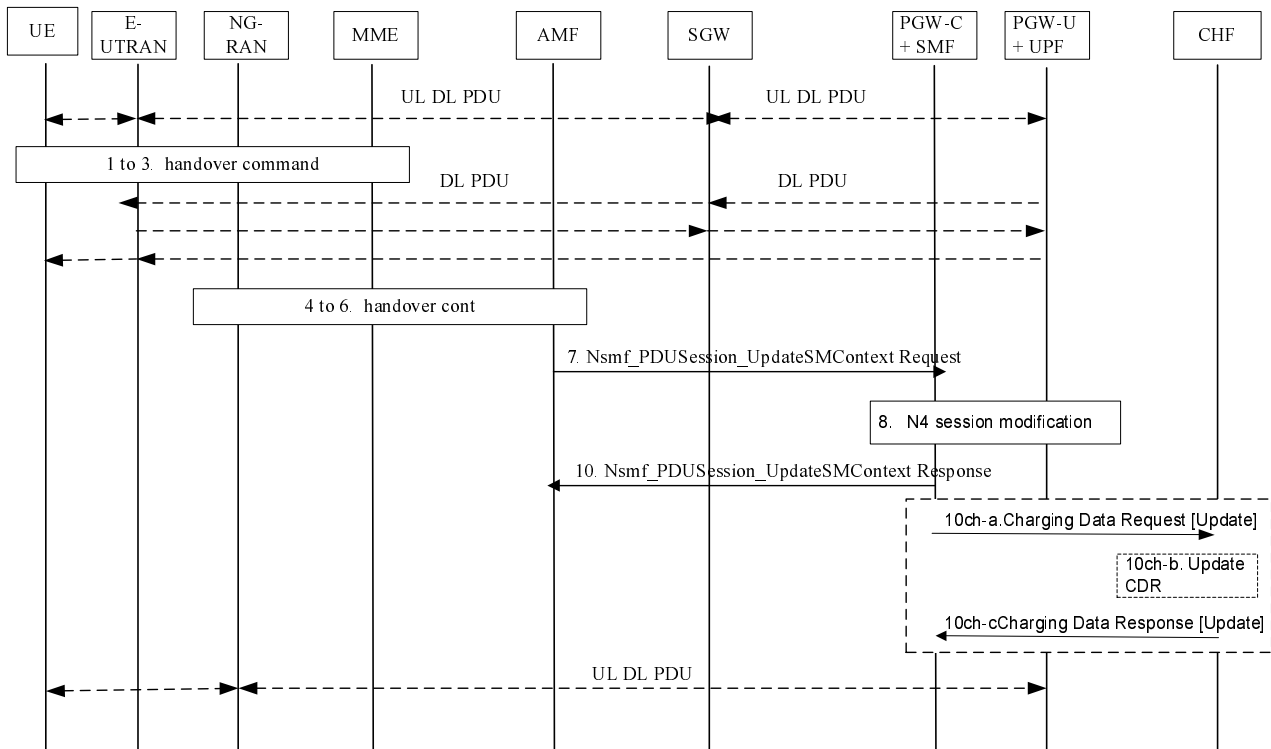 UE
E-
UTRAN
NG-
RAN
MME
AMF
SGW
PGW-C
+ SMF
PGW-U
+ UPF
CHF
UL DL PDU
UL DL PDU
1 to 3. handover command
DL PDU
DL PDU
4 to 6. handover cont
7. Nsmf_PDUSession_UpdateSMContext Request
8. N4 session modification
10. Nsmf_PDUSession_UpdateSMContext Response
10ch-a.Charging Data Request [Update]
10ch-b. Update
CDR
10ch-cCharging Data Response [Update]
UL DL PDU